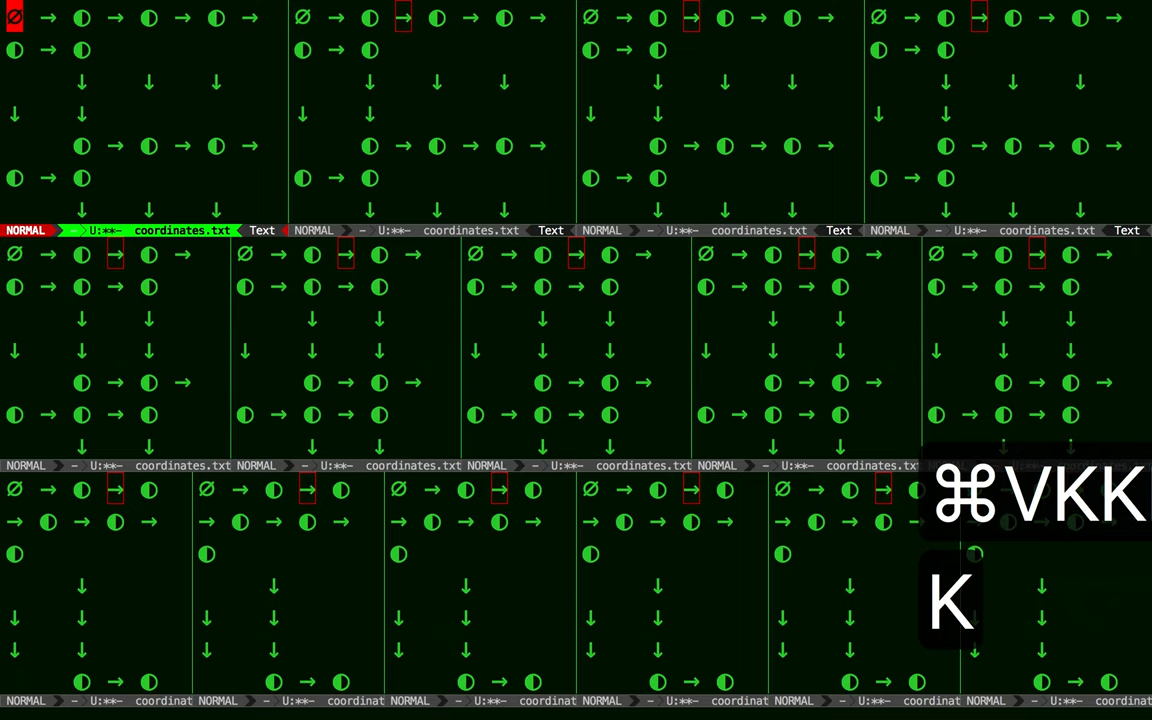 ∅ → ◐ → ◐ → ◐ → ∅ → ◐ → ◐ → ◐ → ∅ → ◐ → ◐ → ◐ → ∅ → ◐ → ◐ → ◐ →
◐ → ◐ ◐ → ◐ ◐ → ◐ ◐ → ◐
↓ ↓ ↓ ↓ ↓ ↓ ↓ ↓ ↓ ↓ ↓ ↓
↓ ↓ ↓ ↓ ↓ ↓ ↓ ↓
◐ → ◐ → ◐ → ◐ → ◐ → ◐ → ◐ → ◐ → ◐ → ◐ → ◐ → ◐ →
◐ → ◐ ◐ → ◐ ◐ → ◐ ◐ → ◐
↓ ↓ ↓ ↓ ↓ ↓ ↓ ↓ ↓ ↓ ↓ ↓
NORMAL - U:**- coordinates.txt Text NORMAL - U:**- coordinates.txt Text NORMAL - U:**- coordinates.txt Text NORMAL - U:**- coordinates.txt Text
∅ → ◐ → ◐ → ∅ → ◐ → ◐ → ∅ → ◐ → ◐ → ∅ → ◐ → ◐ → ∅ → ◐ → ◐ →
◐ → ◐ → ◐ ◐ → ◐ → ◐ ◐ → ◐ → ◐ ◐ → ◐ → ◐ ◐ → ◐ → ◐
↓ ↓ ↓ ↓ ↓ ↓ ↓ ↓ ↓ ↓
↓ ↓ ↓ ↓ ↓ ↓ ↓ ↓ ↓ ↓ ↓ ↓ ↓ ↓ ↓
◐ → ◐ → ◐ → ◐ → ◐ → ◐ → ◐ → ◐ → ◐ → ◐ →
◐ → ◐ → ◐ ◐ → ◐ → ◐ ◐ → ◐ → ◐ ◐ → ◐ → ◐ ◐ → ◐ → ◐
↓ ↓ ↓ ↓ ↓ ↓ ↓ ↓ ↓ ↓
NORMAL - U:**- coordinates.txt NORMAL - U:**- coordinates.txt NORMAL - U:**- coordinates.txt NORMAL - U:**- coordinates.txt NORMAL
⌘VKK
∅ → ◐ → ◐ ∅ → ◐ → ◐ ∅ → ◐ → ◐ ∅ → ◐ → ◐ ∅ → ◐ → ◐
→ ◐ → ◐ → → ◐ → ◐ → → ◐ → ◐ → → ◐ → ◐ → → ◐ → ◐
◐ ◐ ◐ ◐ ◐ ◐
↓ ↓ ↓ ↓ ↓ ↓
K
↓ ↓ ↓ ↓ ↓ ↓ ↓ ↓ ↓ ↓ ↓ ↓
↓ ↓ ↓ ↓ ↓ ↓ ↓ ↓ ↓ ↓ ↓ ↓
◐ → ◐ ◐ → ◐ ◐ → ◐ ◐ → ◐ ◐ → ◐ ◐ → ◐
NORMAL - U:**- coordinat NORMAL - U:**- coordinat NORMAL - U:**- coordinat NORMAL - U:**- coordinat NORMAL - U:**- coordinat NORMAL - U:**- coordinat